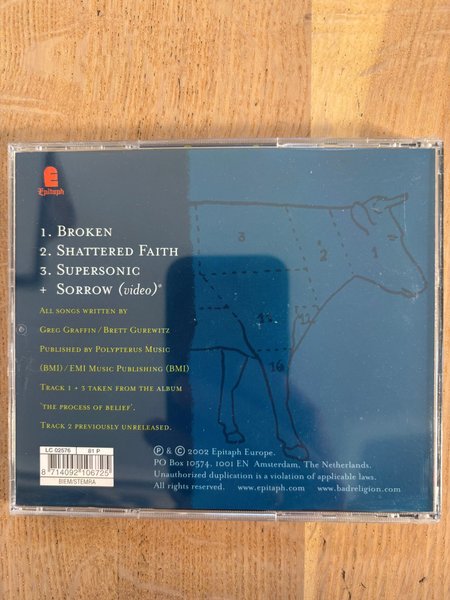 Epitaph
1. Broken
2. Shattered Faith
3. Supersonic
+ Sorrow (video)*
All songs written by
Greg Graffin / Brett Gurewitz
Published by Polypterus Music
(BMI) / EMI Music Publishing (BMI)
Track 1 + 3 taken from the album
'The Process of Belief'.
Track 2 previously unreleased.
3
2
1
11
16
LC 02576 81 P
8 714092 106725
BIEM/STEMRA
℗ & © 2002 Epitaph Europe.
PO Box 10574, 1001 EN Amsterdam, The Netherlands.
Unauthorized duplication is a violation of applicable laws.
All rights reserved. www.epitaph.com www.badreligion.com